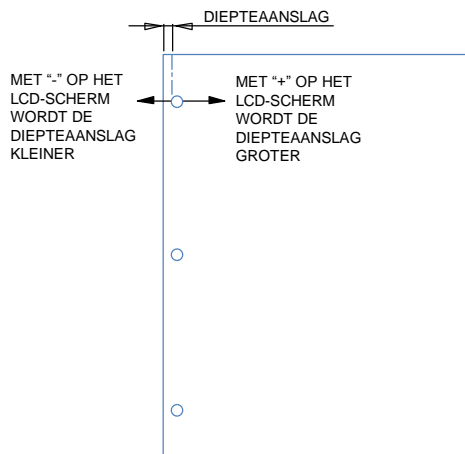 DIEPTEAANSLAG
MET “-” OP HET
LCD-SCHERM
WORDT DE
DIEPTEAANSLAG
KLEINER
MET “+” OP HET
LCD-SCHERM
WORDT DE
DIEPTEAANSLAG
GROTER